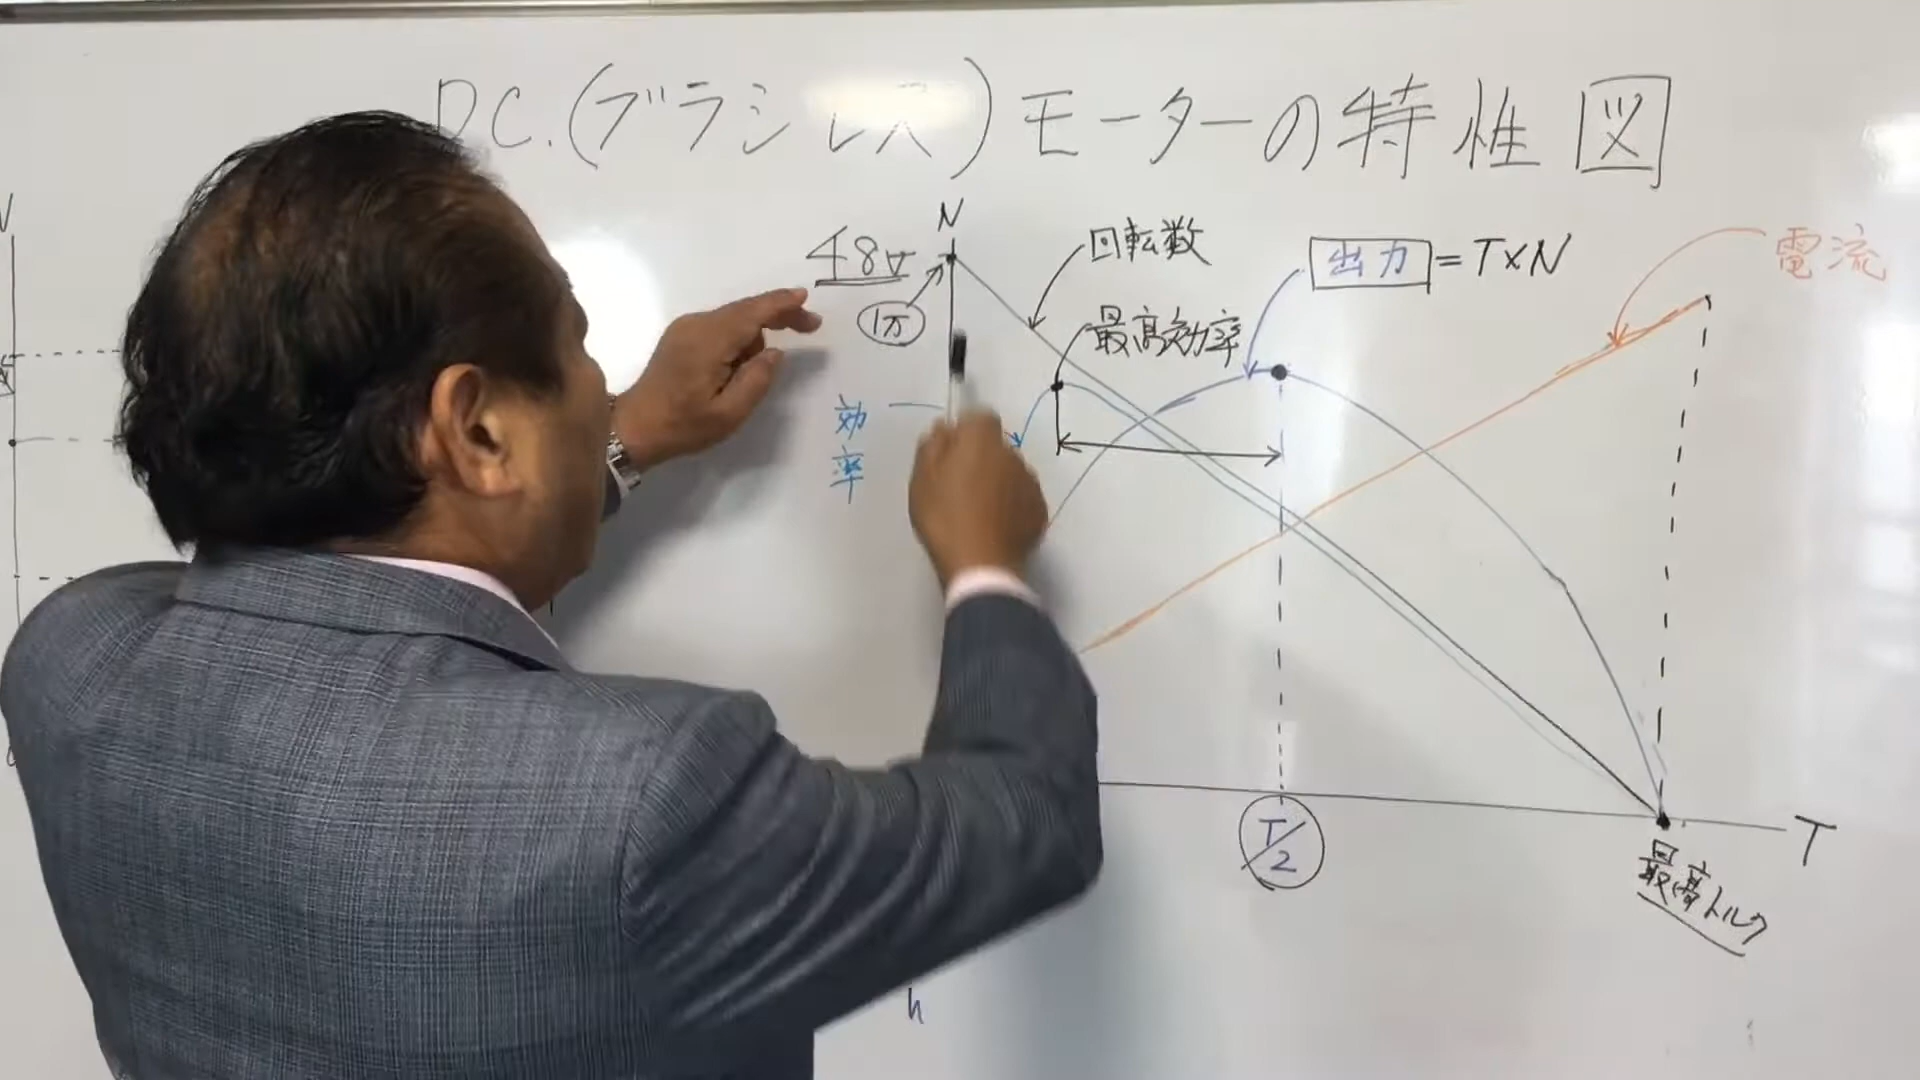 D.C.(ブラシレス)モーターの特性図
N
48V
1万
回転数
出力=T×N
電流
最高効率
効率
T/2
T
最高トルク
h